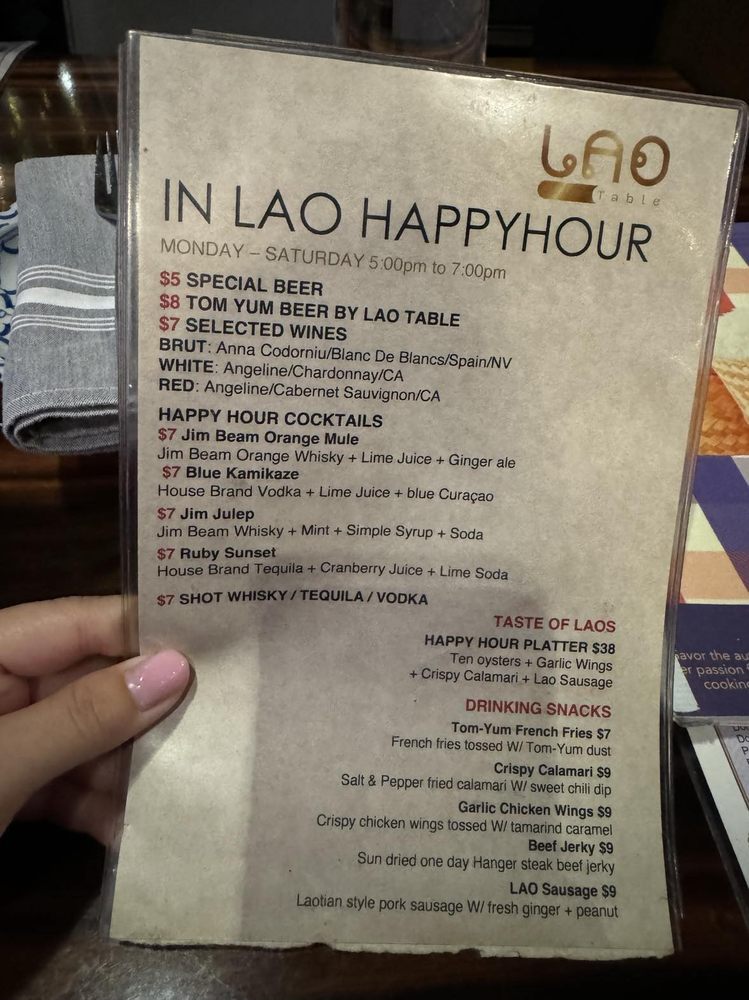 LAO
Table
IN LAO HAPPYHOUR
MONDAY – SATURDAY 5:00pm to 7:00pm
$5 SPECIAL BEER
$8 TOM YUM BEER BY LAO TABLE
$7 SELECTED WINES
BRUT: Anna Codorniu/Blanc De Blancs/Spain/NV
WHITE: Angeline/Chardonnay/CA
RED: Angeline/Cabernet Sauvignon/CA
HAPPY HOUR COCKTAILS
$7 Jim Beam Orange Mule
Jim Beam Orange Whisky + Lime Juice + Ginger ale
$7 Blue Kamikaze
House Brand Vodka + Lime Juice + blue Curaçao
$7 Jim Julep
Jim Beam Whisky + Mint + Simple Syrup + Soda
$7 Ruby Sunset
House Brand Tequila + Cranberry Juice + Lime Soda
$7 SHOT WHISKY / TEQUILA / VODKA
TASTE OF LAOS
HAPPY HOUR PLATTER $38
Ten oysters + Garlic Wings
+ Crispy Calamari + Lao Sausage
DRINKING SNACKS
Tom-Yum French Fries $7
French fries tossed W/ Tom-Yum dust
Crispy Calamari $9
Salt & Pepper fried calamari W/ sweet chili dip
Garlic Chicken Wings $9
Crispy chicken wings tossed W/ tamarind caramel
Beef Jerky $9
Sun dried one day Hanger steak beef jerky
LAO Sausage $9
Laotian style pork sausage W/ fresh ginger + peanut
avor the au
er passion
cookin